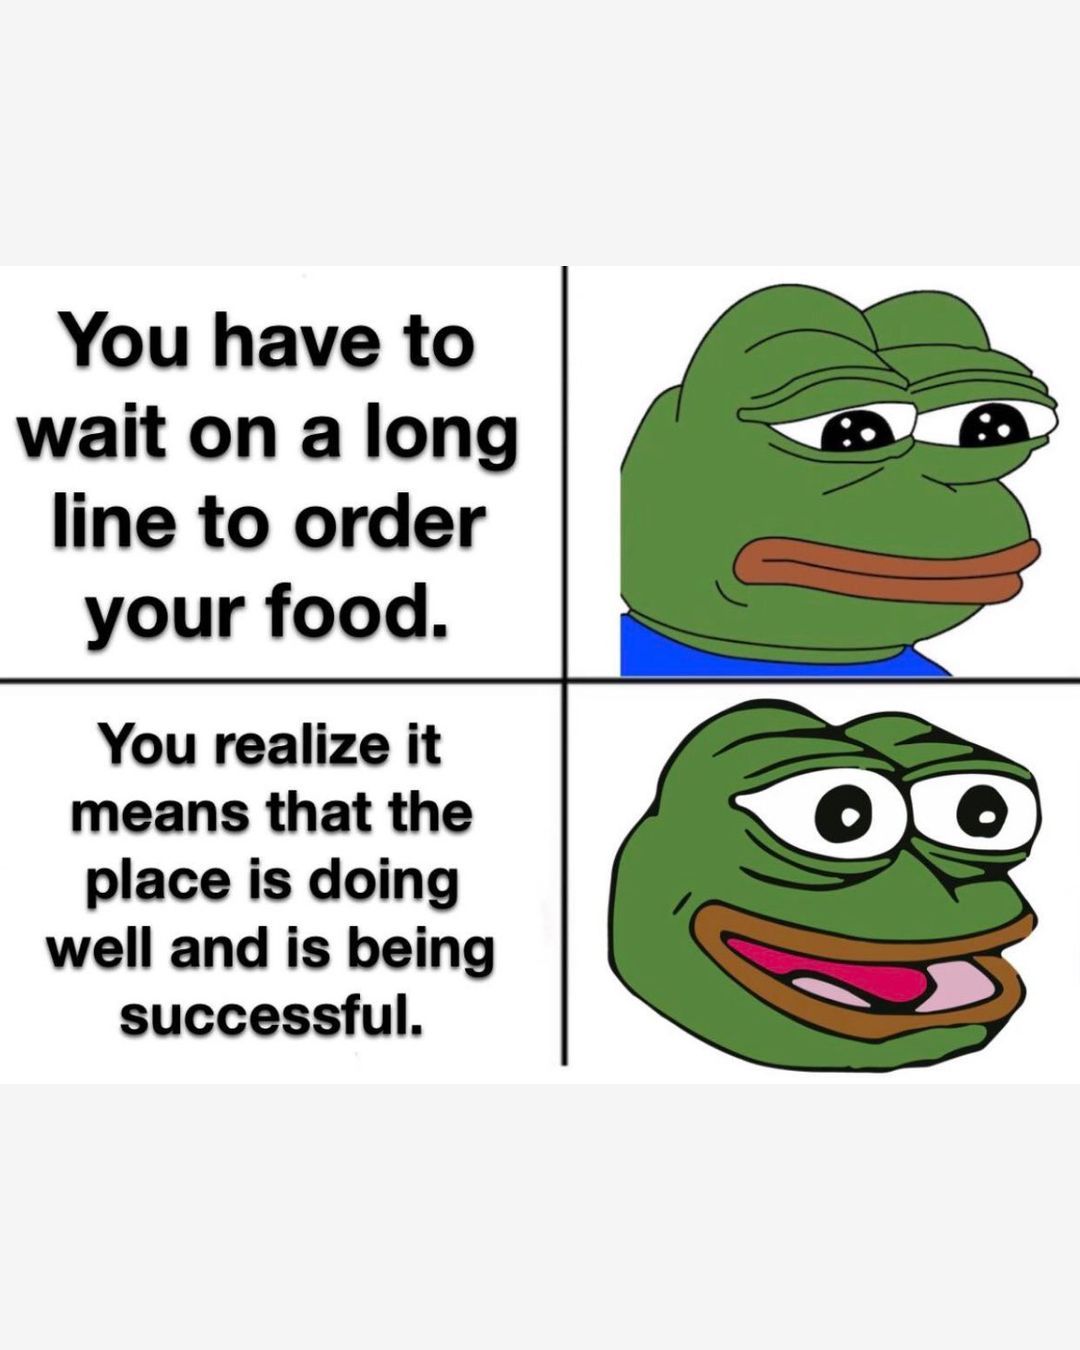 You have to
wait on a long
line to order
your food.
You realize it
means that the
place is doing
well and is being
successful.